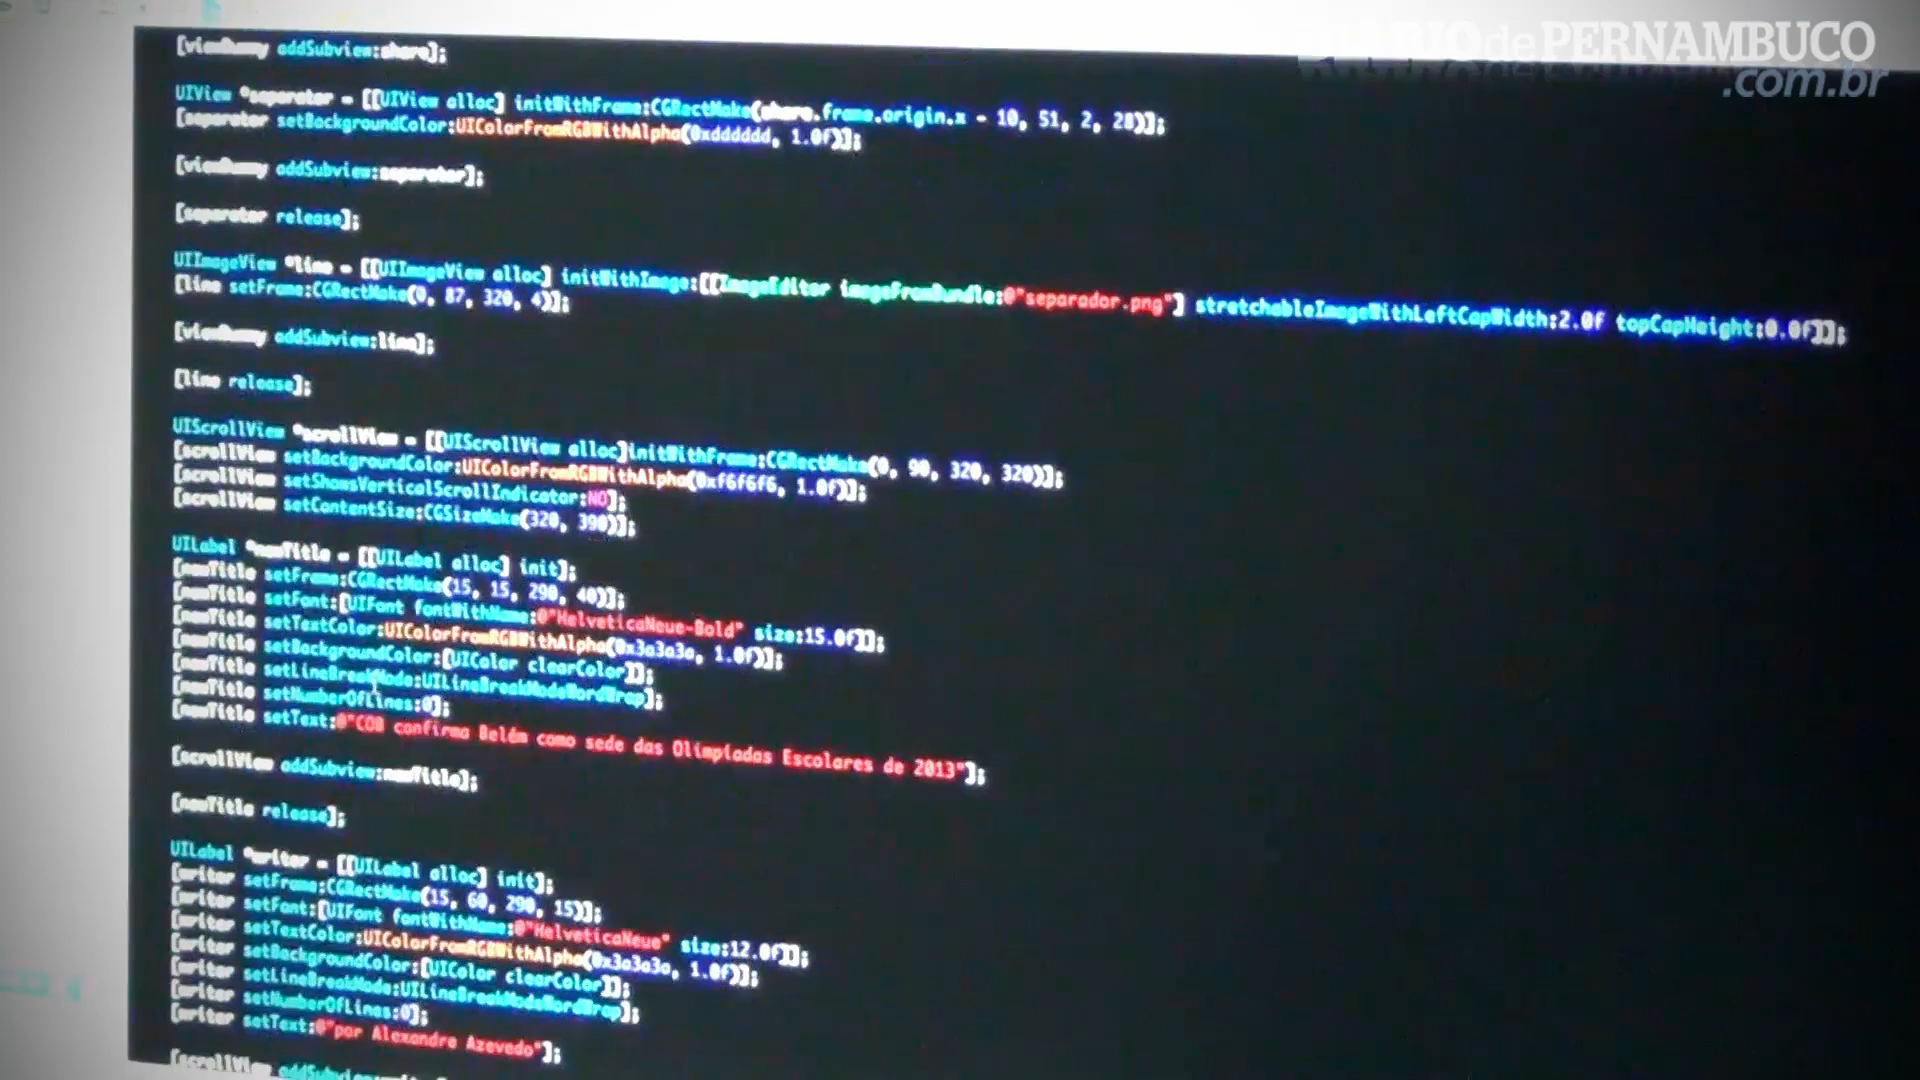 DIARIOdePERNAMBUCO
.com.br
[viewDummy addSubview:share];
UIView *separator = [[UIView alloc] initWithFrame:CGRectMake(share.frame.origin.x - 10, 51, 2, 28)];
[separator setBackgroundColor:UIColorFromRGBWithAlpha(0xdddddd, 1.0f)];
[viewDummy addSubview:separator];
[separator release];
UIImageView *line = [[UIImageView alloc] initWithImage:[[ImageEditor imageFromBundle:@"separador.png"] stretchableImageWithLeftCapWidth:2.0f topCapHeight:0.0f]];
[line setFrame:CGRectMake(0, 87, 320, 4)];
[viewDummy addSubview:line];
[line release];
UIScrollView *scrollView = [[UIScrollView alloc]initWithFrame:CGRectMake(0, 90, 320, 320)];
[scrollView setBackgroundColor:UIColorFromRGBWithAlpha(0xf6f6f6, 1.0f)];
[scrollView setShowsVerticalScrollIndicator:NO];
[scrollView setContentSize:CGSizeMake(320, 390)];
UILabel *newTitle = [[UILabel alloc] init];
[newTitle setFrame:CGRectMake(15, 15, 290, 40)];
[newTitle setFont:[UIFont fontWithName:@"HelveticaNeue-Bold" size:15.0f]];
[newTitle setTextColor:UIColorFromRGBWithAlpha(0x3a3a3a, 1.0f)];
[newTitle setBackgroundColor:[UIColor clearColor]];
[newTitle setLineBreakMode:UILineBreakModeWordWrap];
[newTitle setNumberOfLines:0];
[newTitle setText:@"COB confirma Belém como sede das Olimpíadas Escolares de 2013"];
[scrollView addSubview:newTitle];
[newTitle release];
UILabel *writer = [[UILabel alloc] init];
[writer setFrame:CGRectMake(15, 60, 290, 15)];
[writer setFont:[UIFont fontWithName:@"HelveticaNeue" size:12.0f]];
[writer setTextColor:UIColorFromRGBWithAlpha(0x3a3a3a, 1.0f)];
[writer setBackgroundColor:[UIColor clearColor]];
[writer setLineBreakMode:UILineBreakModeWordWrap];
[writer setNumberOfLines:0];
[writer setText:@"por Alexandre Azevedo"];
[scrollView addSubview: